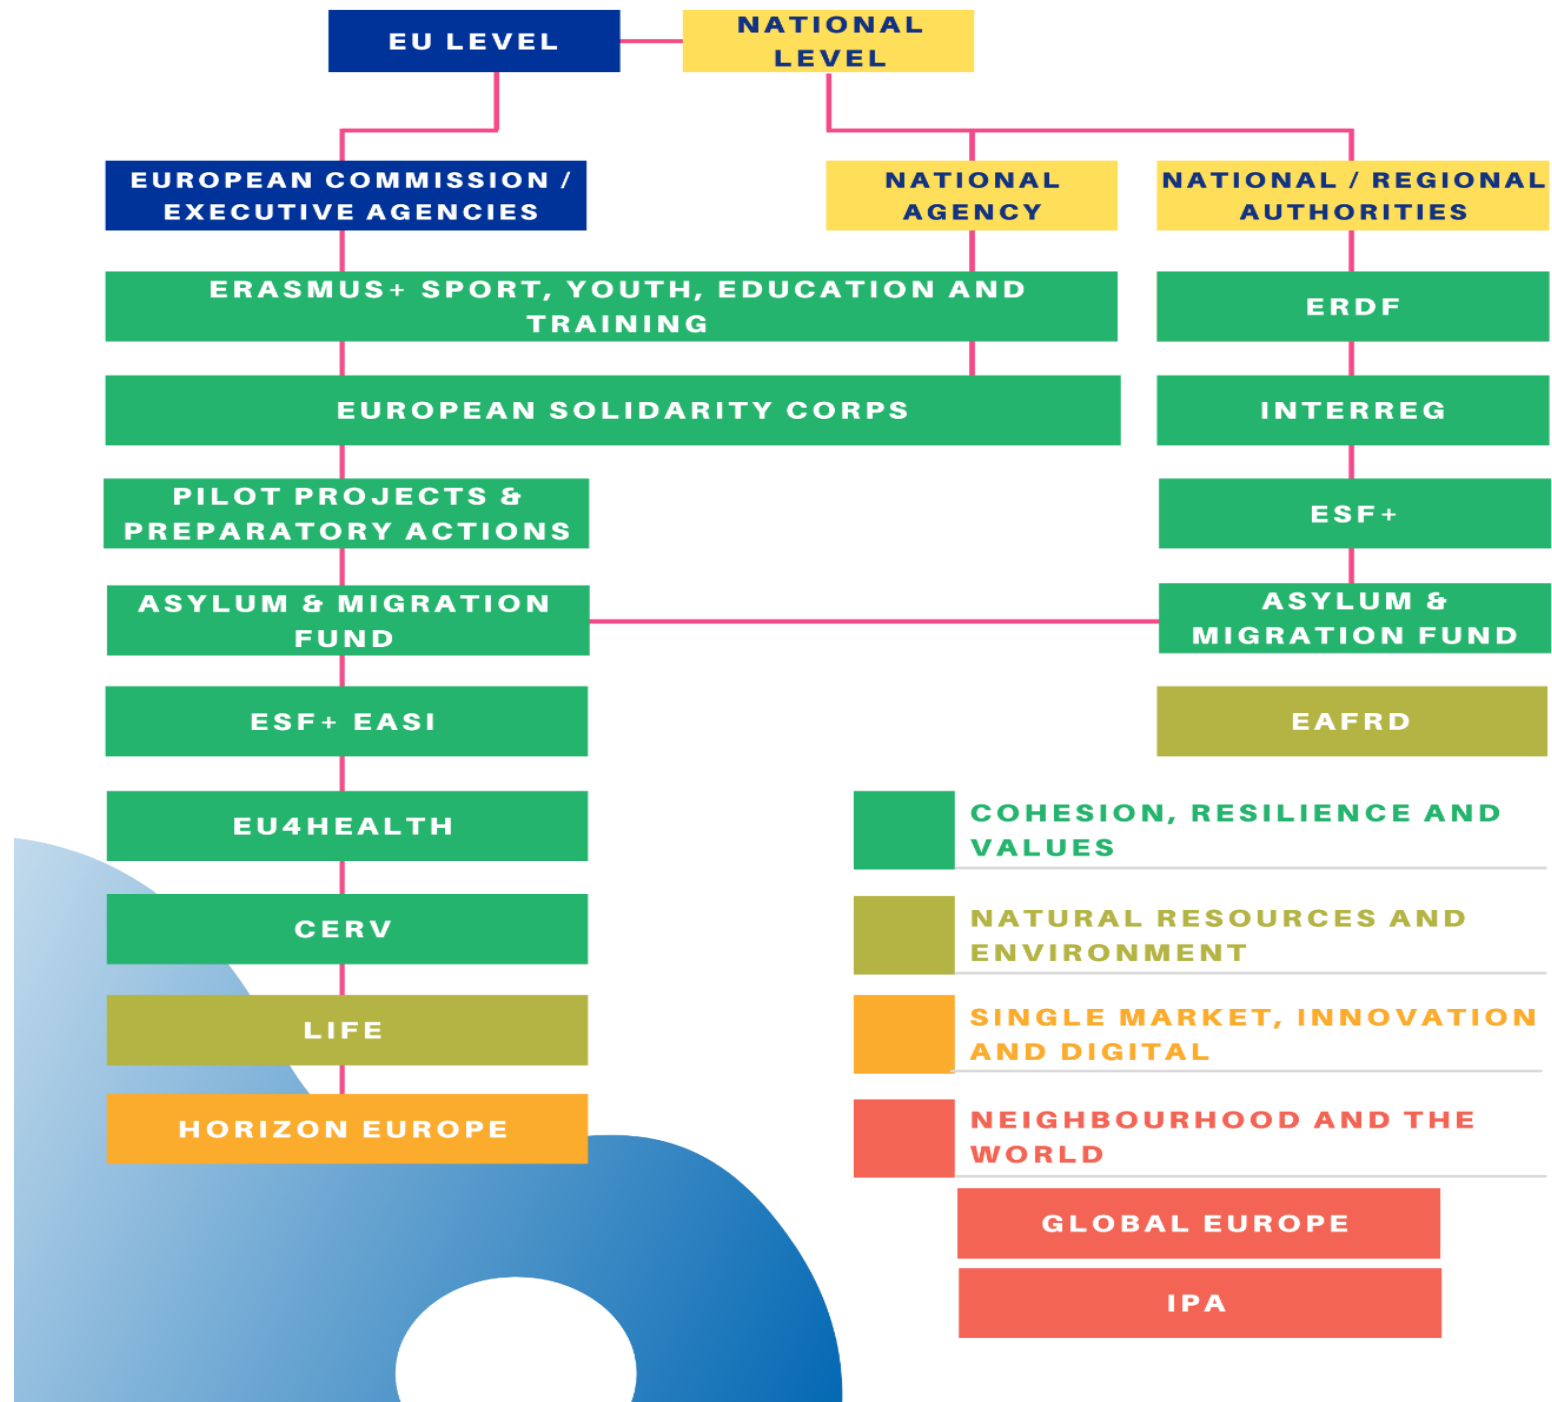 EU LEVEL
NATIONAL
LEVEL
EUROPEAN COMMISSION /
EXECUTIVE AGENCIES
NATIONAL
AGENCY
NATIONAL / REGIONAL
AUTHORITIES
ERASMUS+ SPORT, YOUTH, EDUCATION AND
TRAINING
ERDF
EUROPEAN SOLIDARITY CORPS
INTERREG
PILOT PROJECTS &
PREPARATORY ACTIONS
ESF+
ASYLUM & MIGRATION
FUND
ASYLUM &
MIGRATION FUND
ESF+ EASI
EAFRD
EU4HEALTH
CERV
LIFE
HORIZON EUROPE
COHESION, RESILIENCE AND
VALUES
NATURAL RESOURCES AND
ENVIRONMENT
SINGLE MARKET, INNOVATION
AND DIGITAL
NEIGHBOURHOOD AND THE
WORLD
GLOBAL EUROPE
IPA